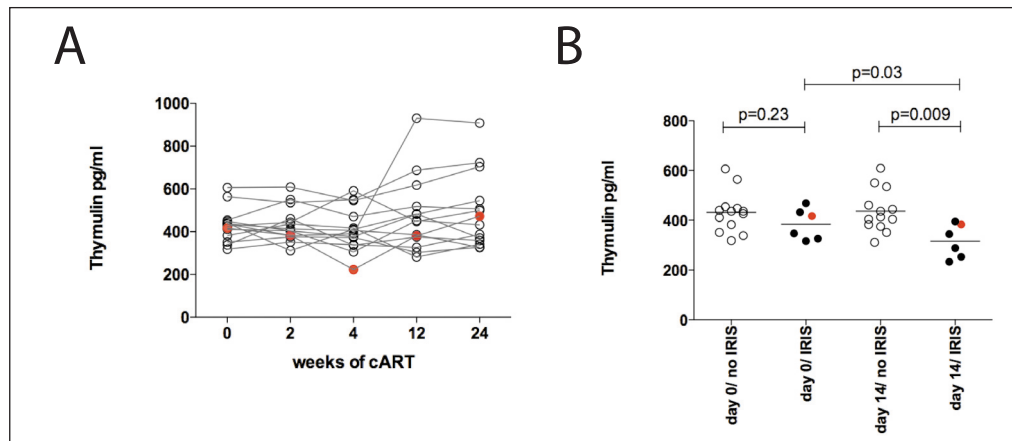 A
B
p=0.03
p=0.23
p=0.009
Thymulin pg/ml
1000
800
600
400
200
0
0 2 4 12 24
weeks of cART
Thymulin pg/ml
800
600
400
200
0
day 0/ no IRIS
day 0/ IRIS
day 14/ no IRIS
day 14/ IRIS